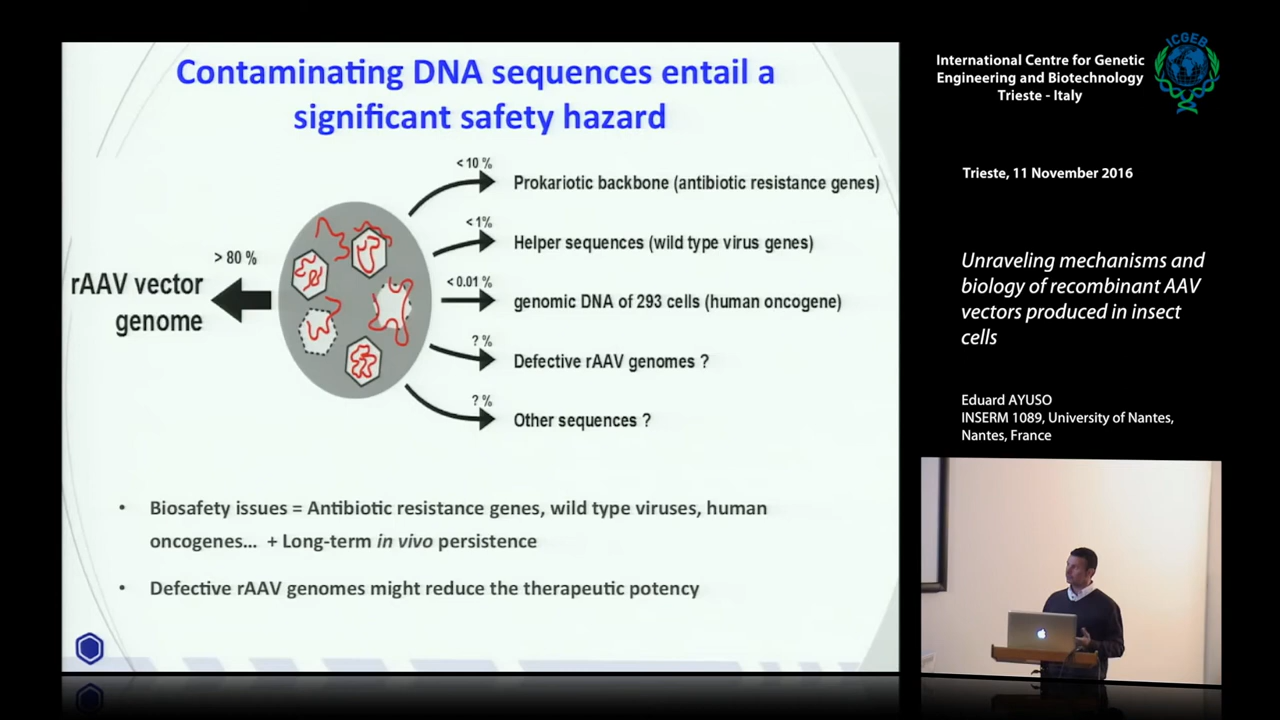 Contaminating DNA sequences entail a
significant safety hazard
< 10 %
Prokariotic backbone (antibiotic resistance genes)
< 1%
Helper sequences (wild type virus genes)
> 80 %
rAAV vector
genome
< 0.01 %
genomic DNA of 293 cells (human oncogene)
? %
Defective rAAV genomes ?
? %
Other sequences ?
• Biosafety issues = Antibiotic resistance genes, wild type viruses, human
oncogenes... + Long-term in vivo persistence
• Defective rAAV genomes might reduce the therapeutic potency
International Centre for Genetic
Engineering and Biotechnology
Trieste - Italy
ICGEB
Trieste, 11 November 2016
Unraveling mechanisms and
biology of recombinant AAV
vectors produced in insect
cells
Eduard AYUSO
INSERM 1089, University of Nantes,
Nantes, France